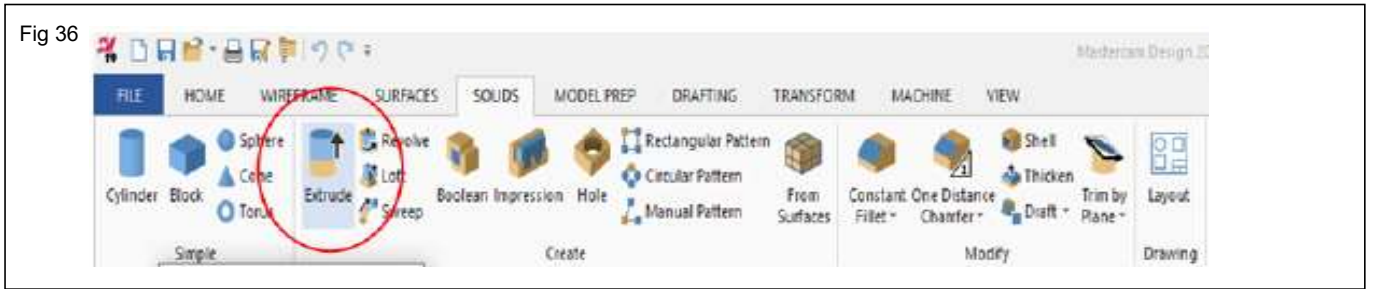 Fig 36
Mastercam Design 20
FILE HOME WIREFRAME SURFACES SOLIDS MODEL PREP DRAFTING TRANSFORM MACHINE VIEW
Cylinder Block Sphere Cone Torus
Extrude Revolve Loft Sweep Boolean Impression Hole Rectangular Pattern Circular Pattern Manual Pattern From Surfaces
Constant Fillet One Distance Chamfer Shell Thicken Draft Trim by Plane
Layout
Simple Create Modify Drawing